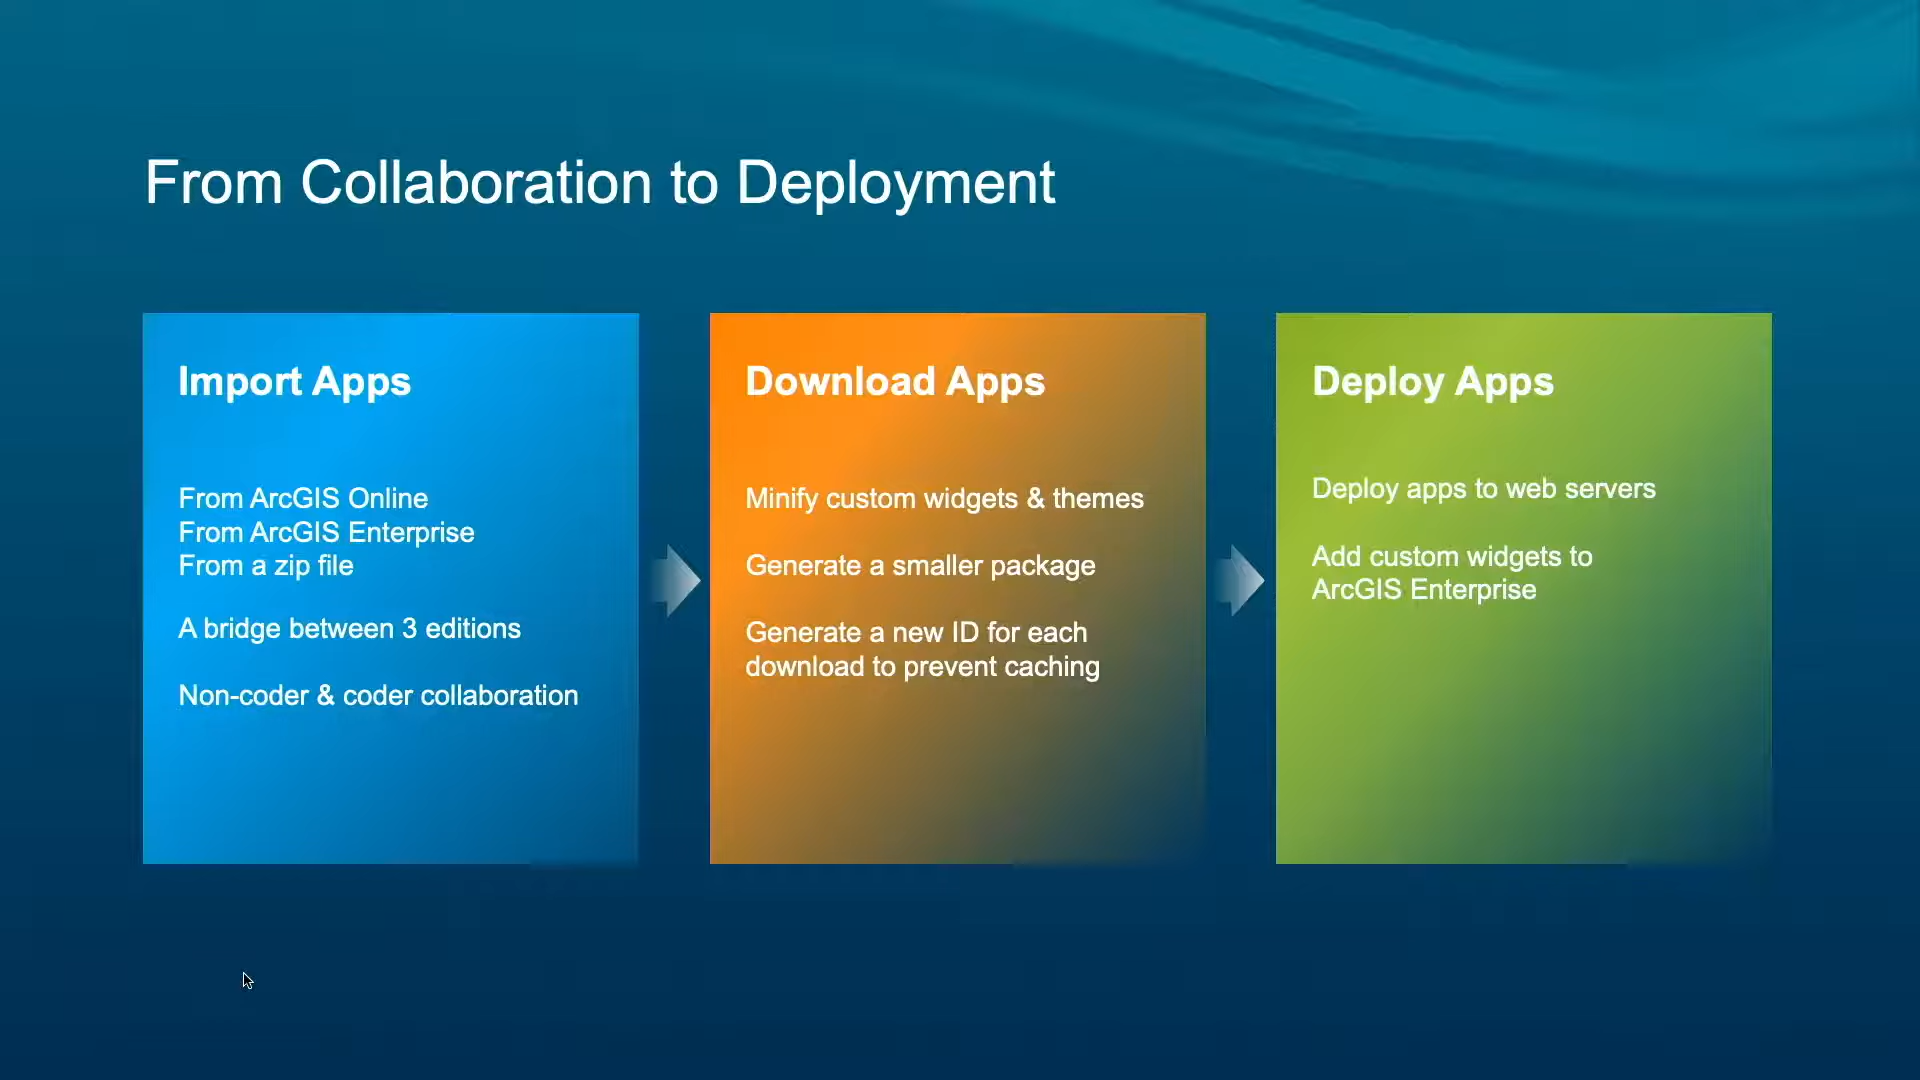 From Collaboration to Deployment
Import Apps
From ArcGIS Online
From ArcGIS Enterprise
From a zip file
A bridge between 3 editions
Non-coder & coder collaboration
Download Apps
Minify custom widgets & themes
Generate a smaller package
Generate a new ID for each
download to prevent caching
Deploy Apps
Deploy apps to web servers
Add custom widgets to
ArcGIS Enterprise